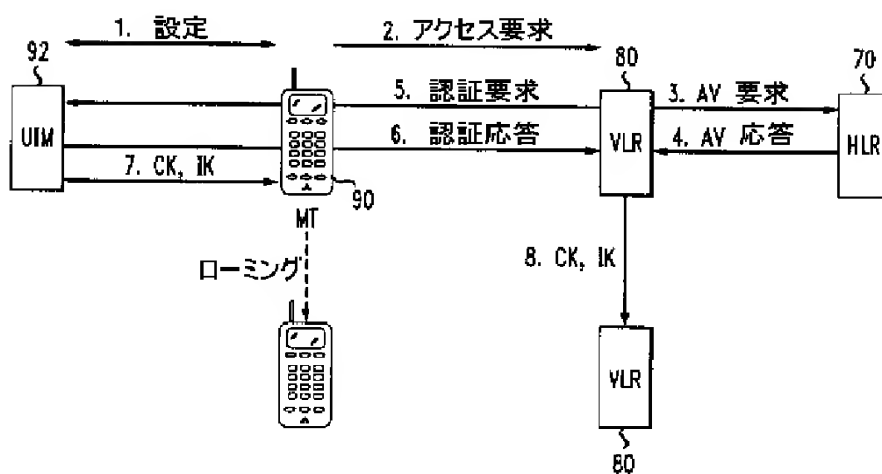 1. 設定
2. アクセス要求
92
80
70
5. 認証要求
3. AV 要求
UIM
6. 認証応答
VLR
4. AV 応答
HLR
7. CK, IK
90
MT
ローミング
8. CK, IK
VLR
80